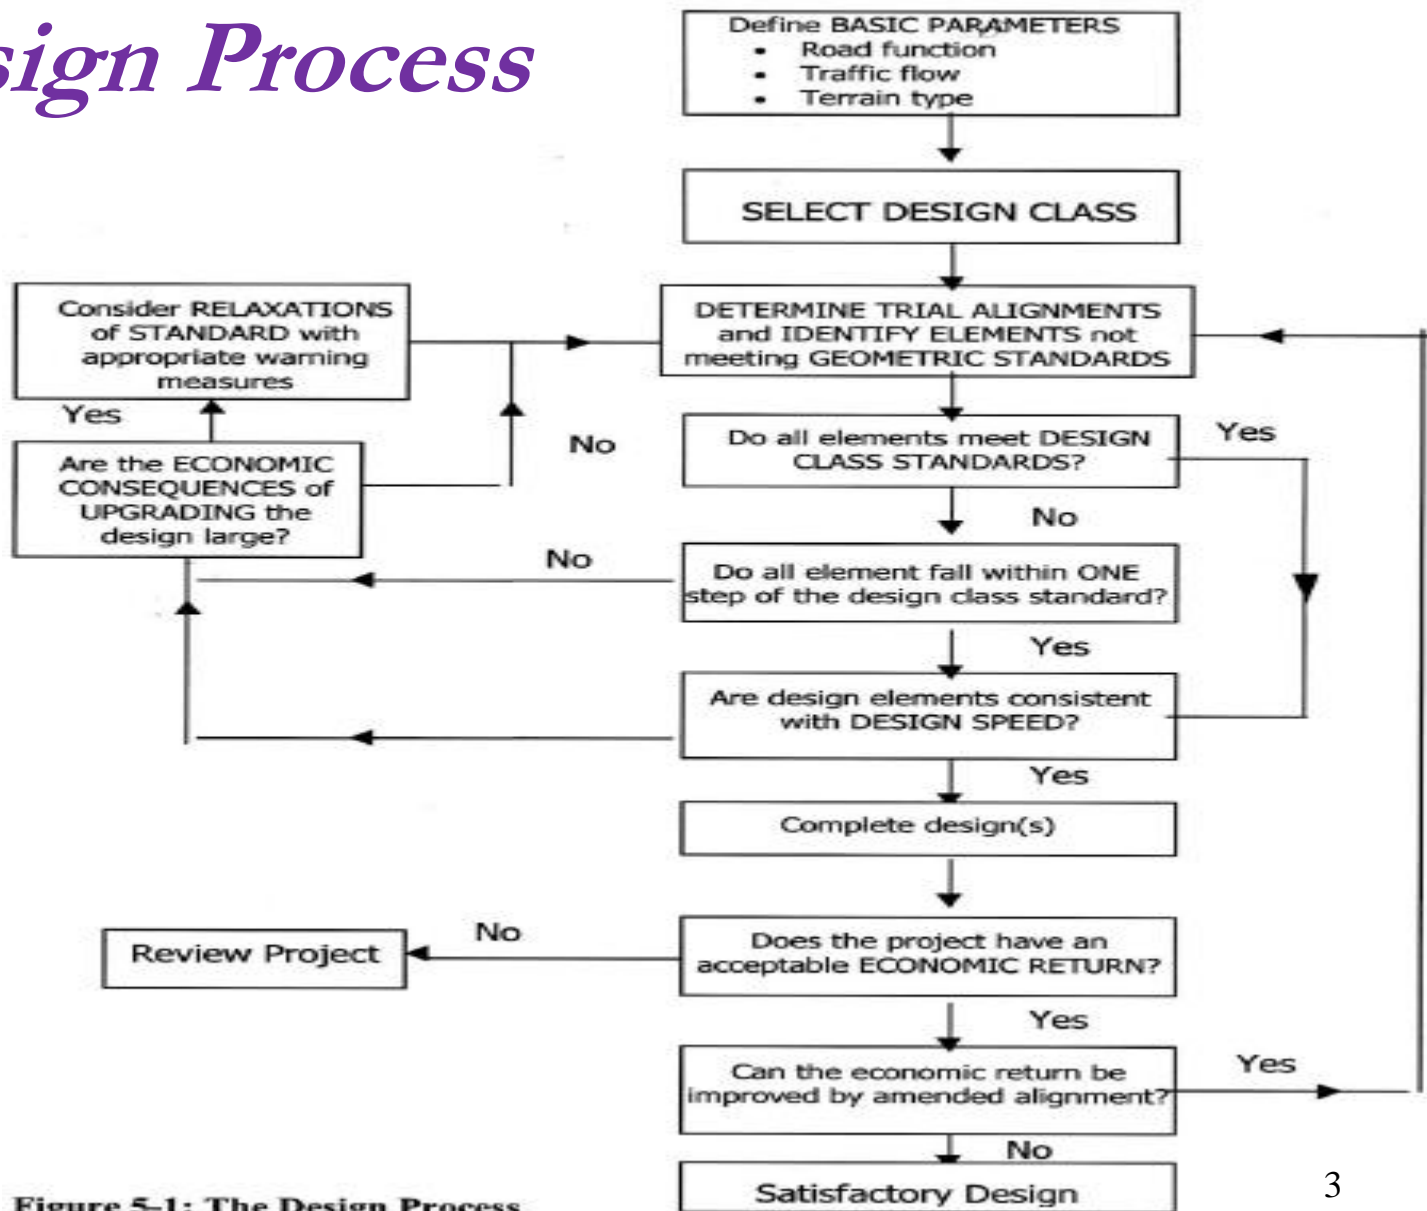 sign Process
Define BASIC PARAMETERS
• Road function
• Traffic flow
• Terrain type
SELECT DESIGN CLASS
Consider RELAXATIONS
of STANDARD with
appropriate warning
measures
DETERMINE TRIAL ALIGNMENTS
and IDENTIFY ELEMENTS not
meeting GEOMETRIC STANDARDS
Yes
No
Are the ECONOMIC
CONSEQUENCES of
UPGRADING the
design large?
Do all elements meet DESIGN
CLASS STANDARDS?
Yes
No
No
Do all element fall within ONE
step of the design class standard?
Yes
Are design elements consistent
with DESIGN SPEED?
Yes
Complete design(s)
Review Project
No
Does the project have an
acceptable ECONOMIC RETURN?
Yes
Can the economic return be
improved by amended alignment?
Yes
No
Satisfactory Design
3
Figure 5-1: The Design Process